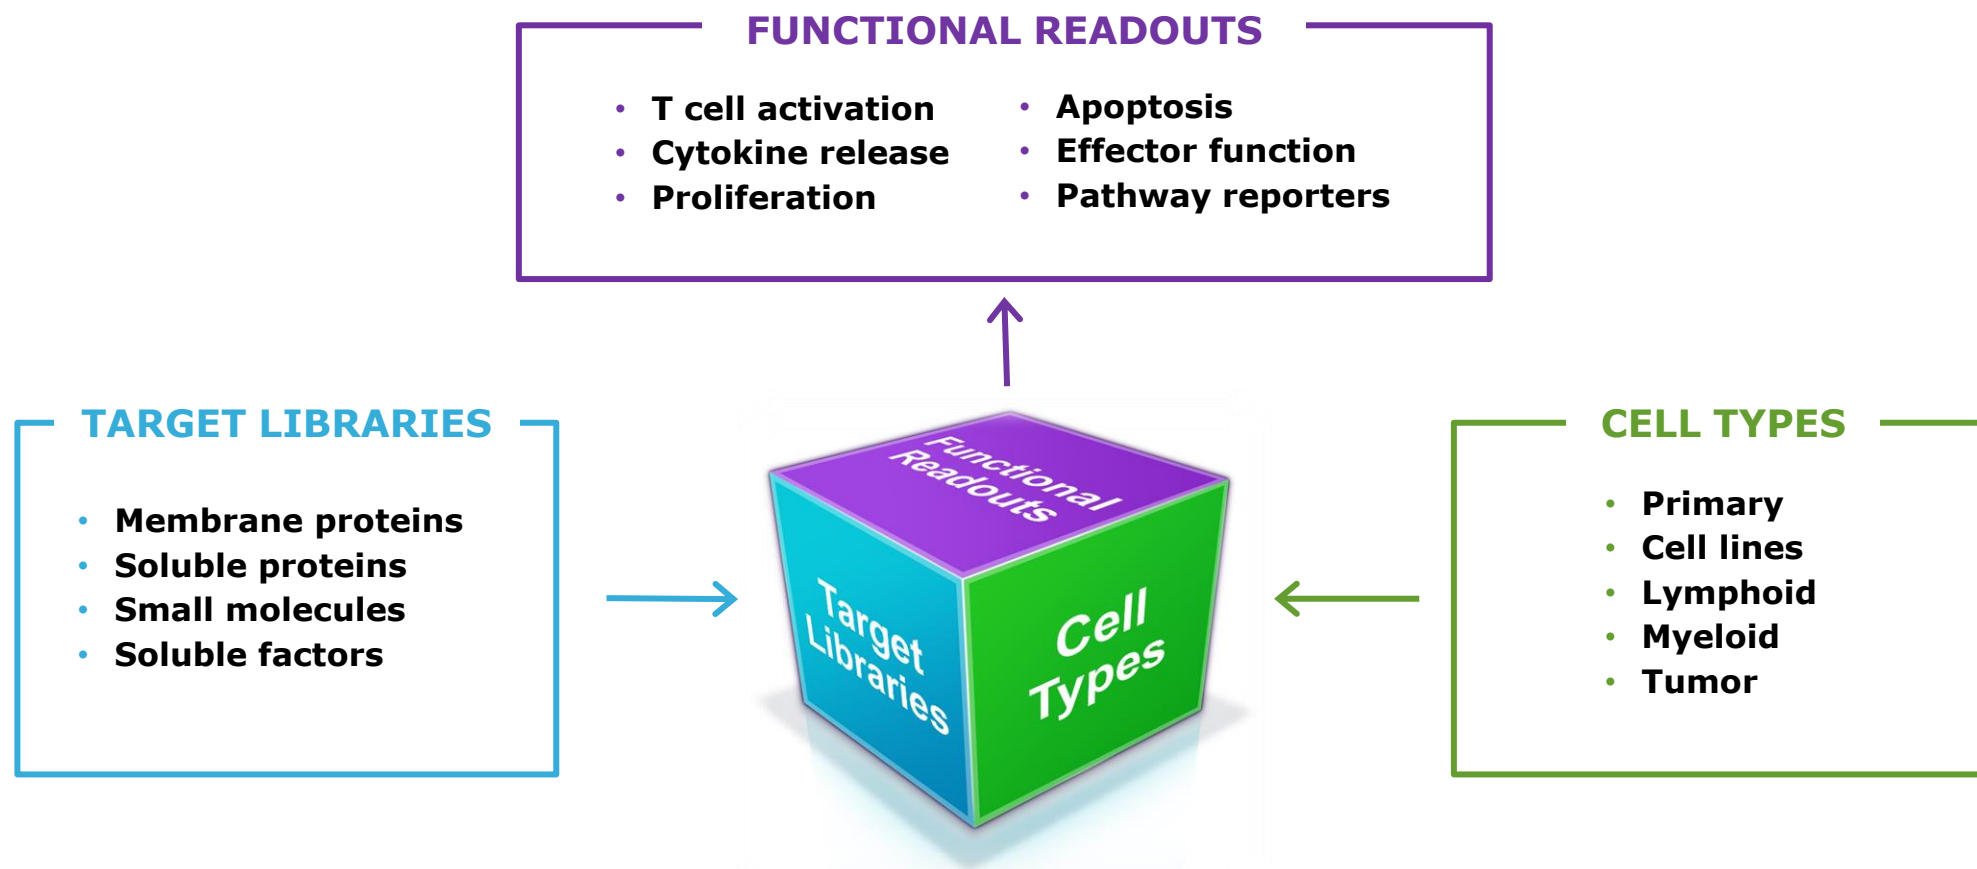 FUNCTIONAL READOUTS
• T cell activation
• Cytokine release
• Proliferation
• Apoptosis
• Effector function
• Pathway reporters
TARGET LIBRARIES
• Membrane proteins
• Soluble proteins
• Small molecules
• Soluble factors
Functional
Readouts
Target
Libraries
Cell
Types
CELL TYPES
• Primary
• Cell lines
• Lymphoid
• Myeloid
• Tumor